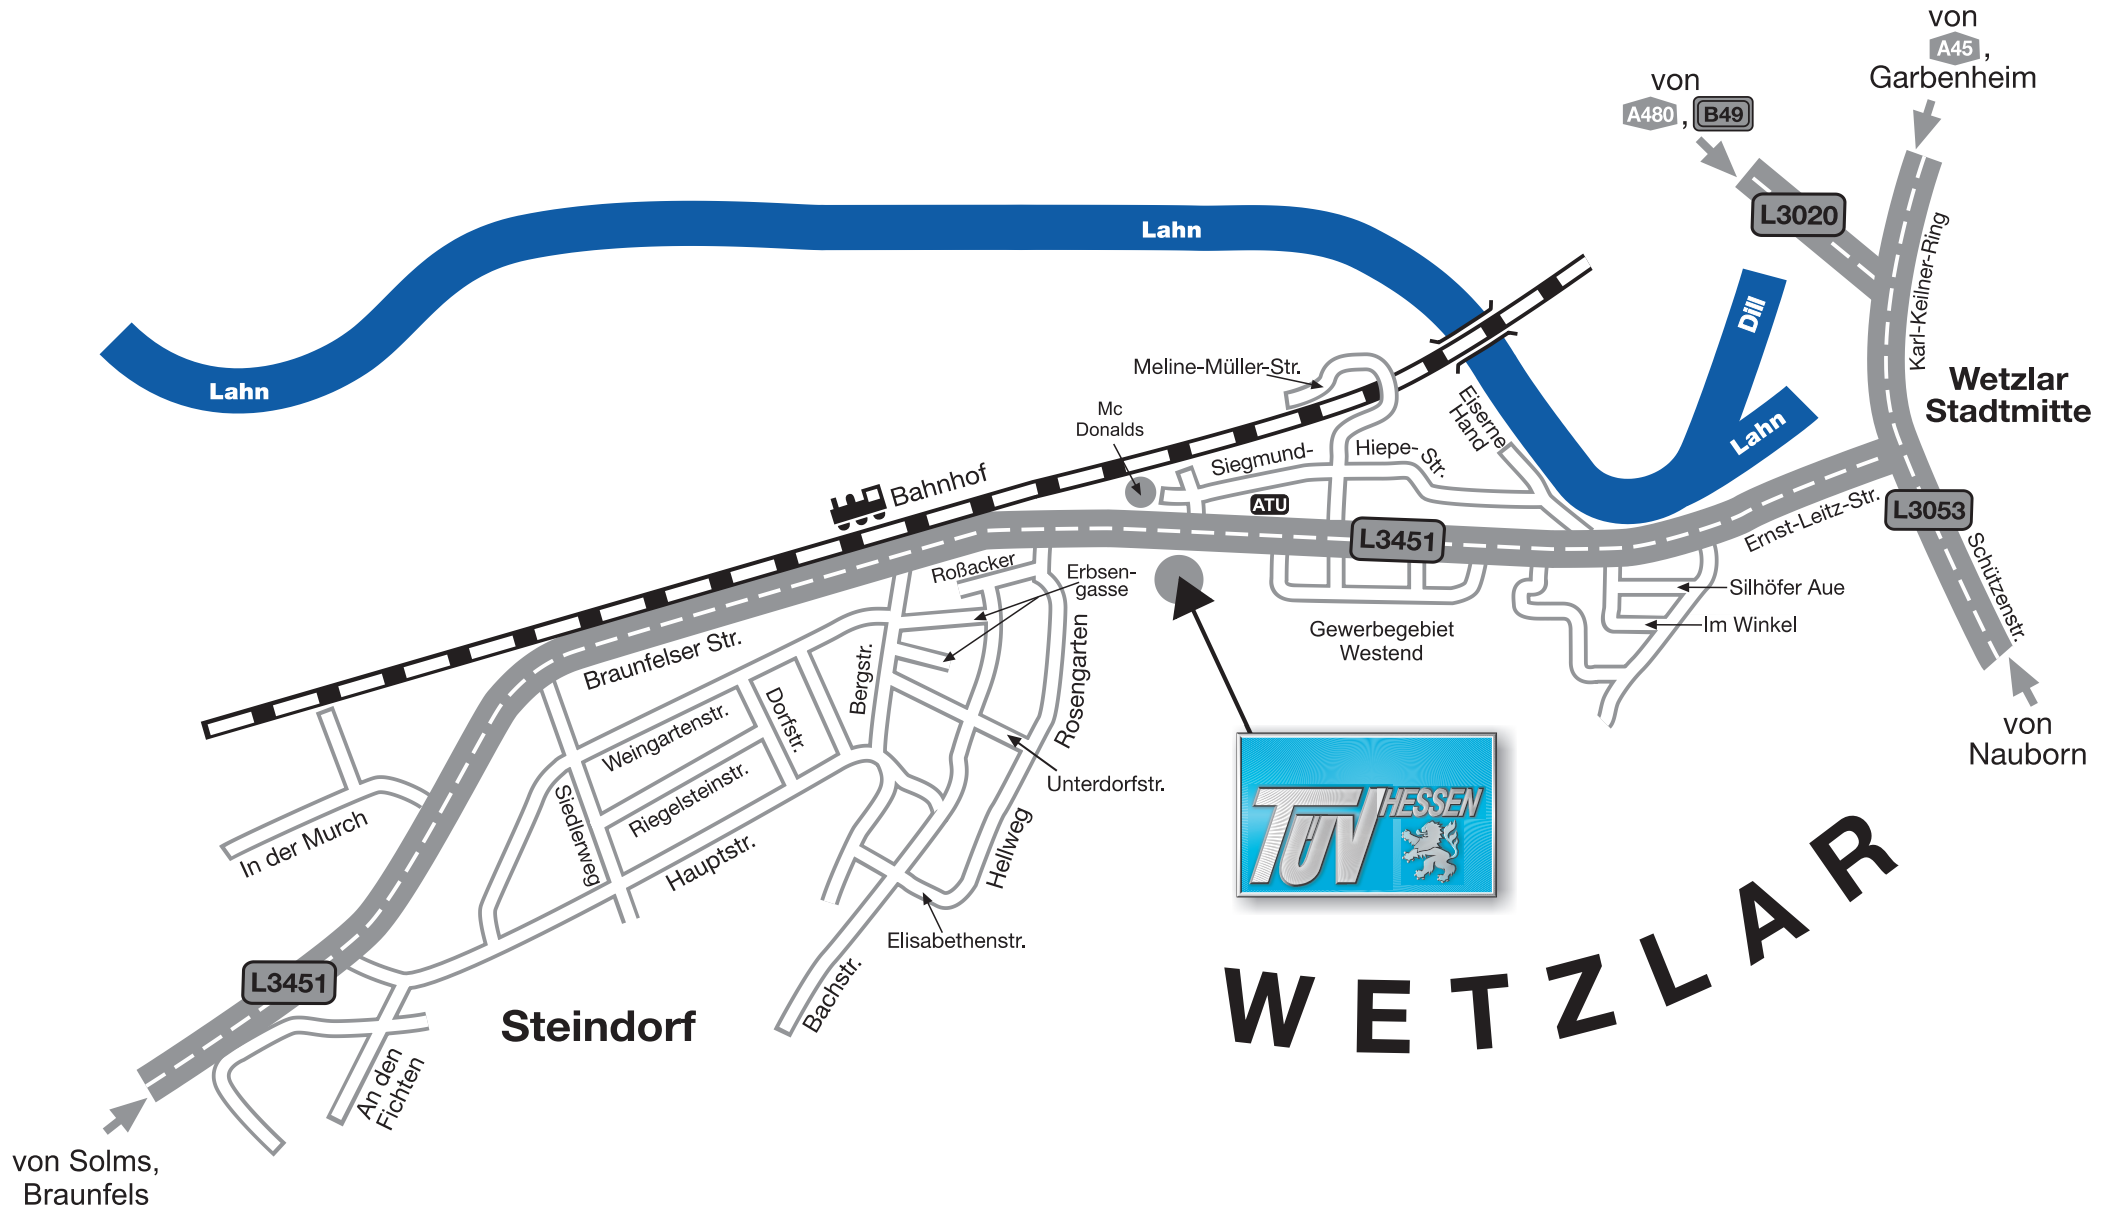 von
A45,
Garbenheim
von
A480, B49
L3020
Karl-Keilner-Ring
Lahn
Dill
Lahn
Lahn
Wetzlar
Stadtmitte
Meline-Müller-Str.
Mc
Donalds
Eiserne
Hand
Siegmund-
Hiepe-
Str.
Bahnhof
ATU
L3451
Ernst-Leitz-Str.
L3053
Schützenstr.
Roßacker
Erbsen-
gasse
Silhöfer Aue
Im Winkel
Gewerbegebiet
Westend
Braunfelser Str.
Bergstr.
Rosengarten
Weingartenstr.
Dorfstr.
Riegelsteinstr.
Unterdorfstr.
Siedlerweg
Hauptstr.
Hellweg
In der Murch
Elisabethenstr.
Bachstr.
von
Nauborn
TÜV HESSEN
L3451
Steindorf
WETZLAR
An den
Fichten
von Solms,
Braunfels